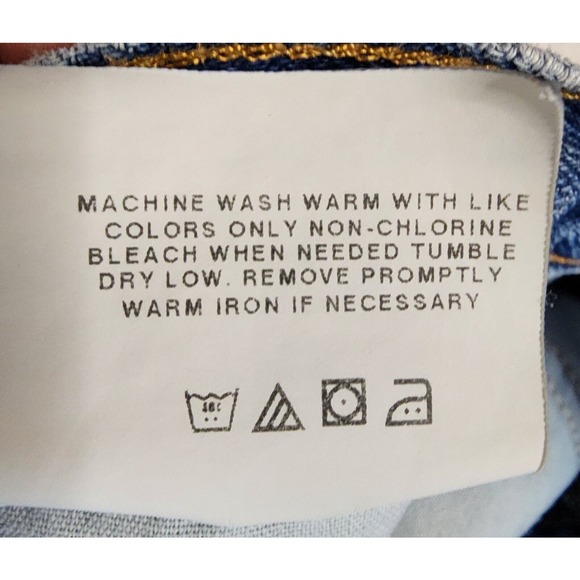 MACHINE WASH WARM WITH LIKE
COLORS ONLY NON-CHLORINE
BLEACH WHEN NEEDED TUMBLE
DRY LOW. REMOVE PROMPTLY
WARM IRON IF NECESSARY